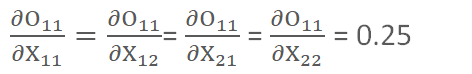 ∂O₁₁/∂X₁₁ = ∂O₁₁/∂X₁₂ = ∂O₁₁/∂X₂₁ = ∂O₁₁/∂X₂₂ = 0.25